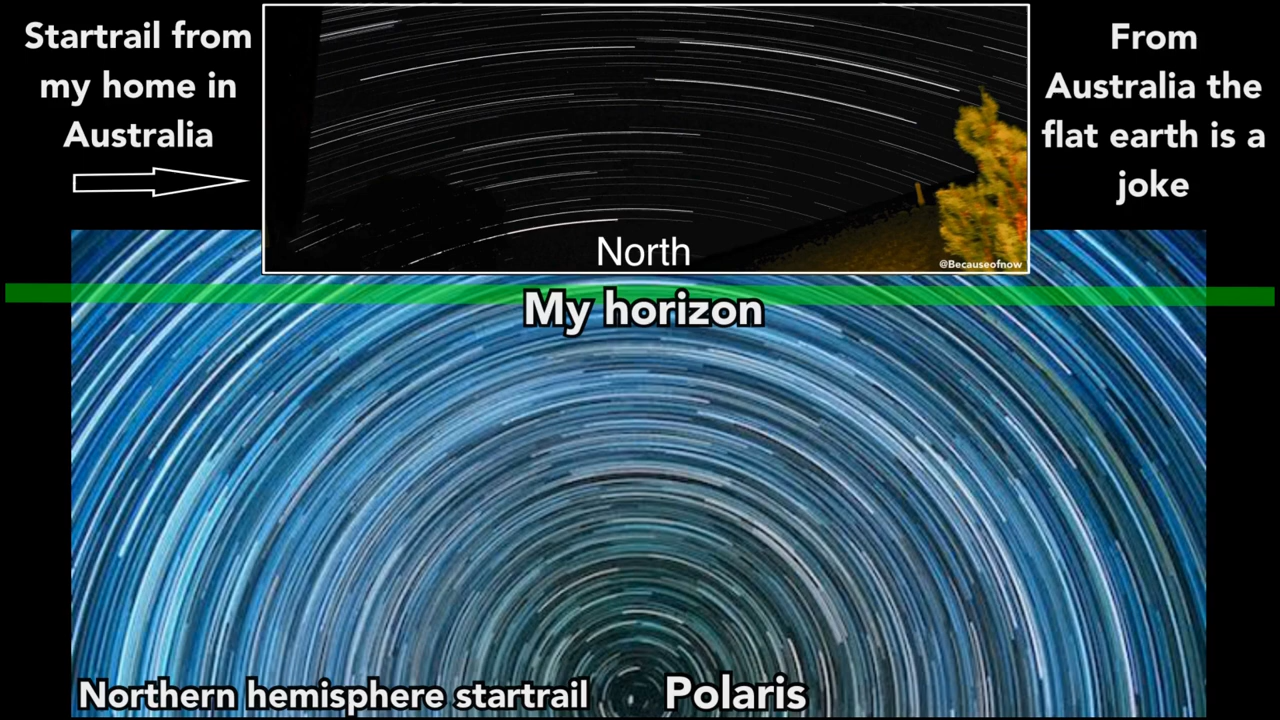 Startrail from
my home in
Australia
From
Australia the
flat earth is a
joke
North
@Becauseofnow
My horizon
Northern hemisphere startrail
Polaris